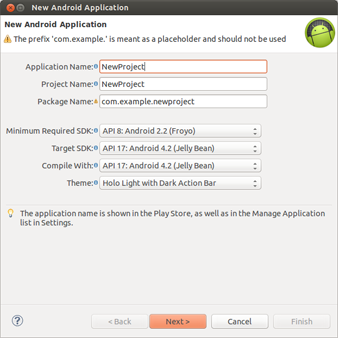 New Android Application
New Android Application
The prefix 'com.example.' is meant as a placeholder and should not be used
Application Name: NewProject
Project Name: NewProject
Package Name: com.example.newproject
Minimum Required SDK: API 8: Android 2.2 (Froyo)
Target SDK: API 17: Android 4.2 (Jelly Bean)
Compile With: API 17: Android 4.2 (Jelly Bean)
Theme: Holo Light with Dark Action Bar
The application name is shown in the Play Store, as well as in the Manage Application
list in Settings.
? < Back Next > Cancel Finish